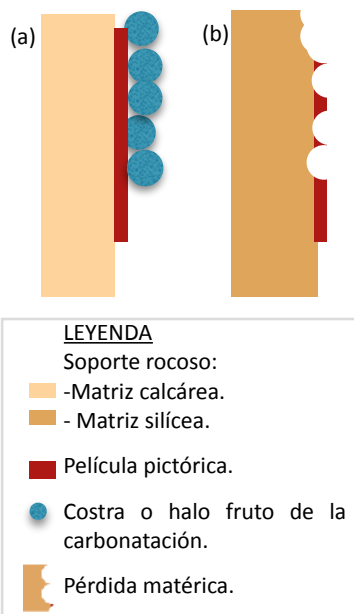 (a)
(b)
LEYENDA
Soporte rocoso:
-Matriz calcárea.
- Matriz silícea.
Película pictórica.
Costra o halo fruto de la
carbonatación.
Pérdida matérica.